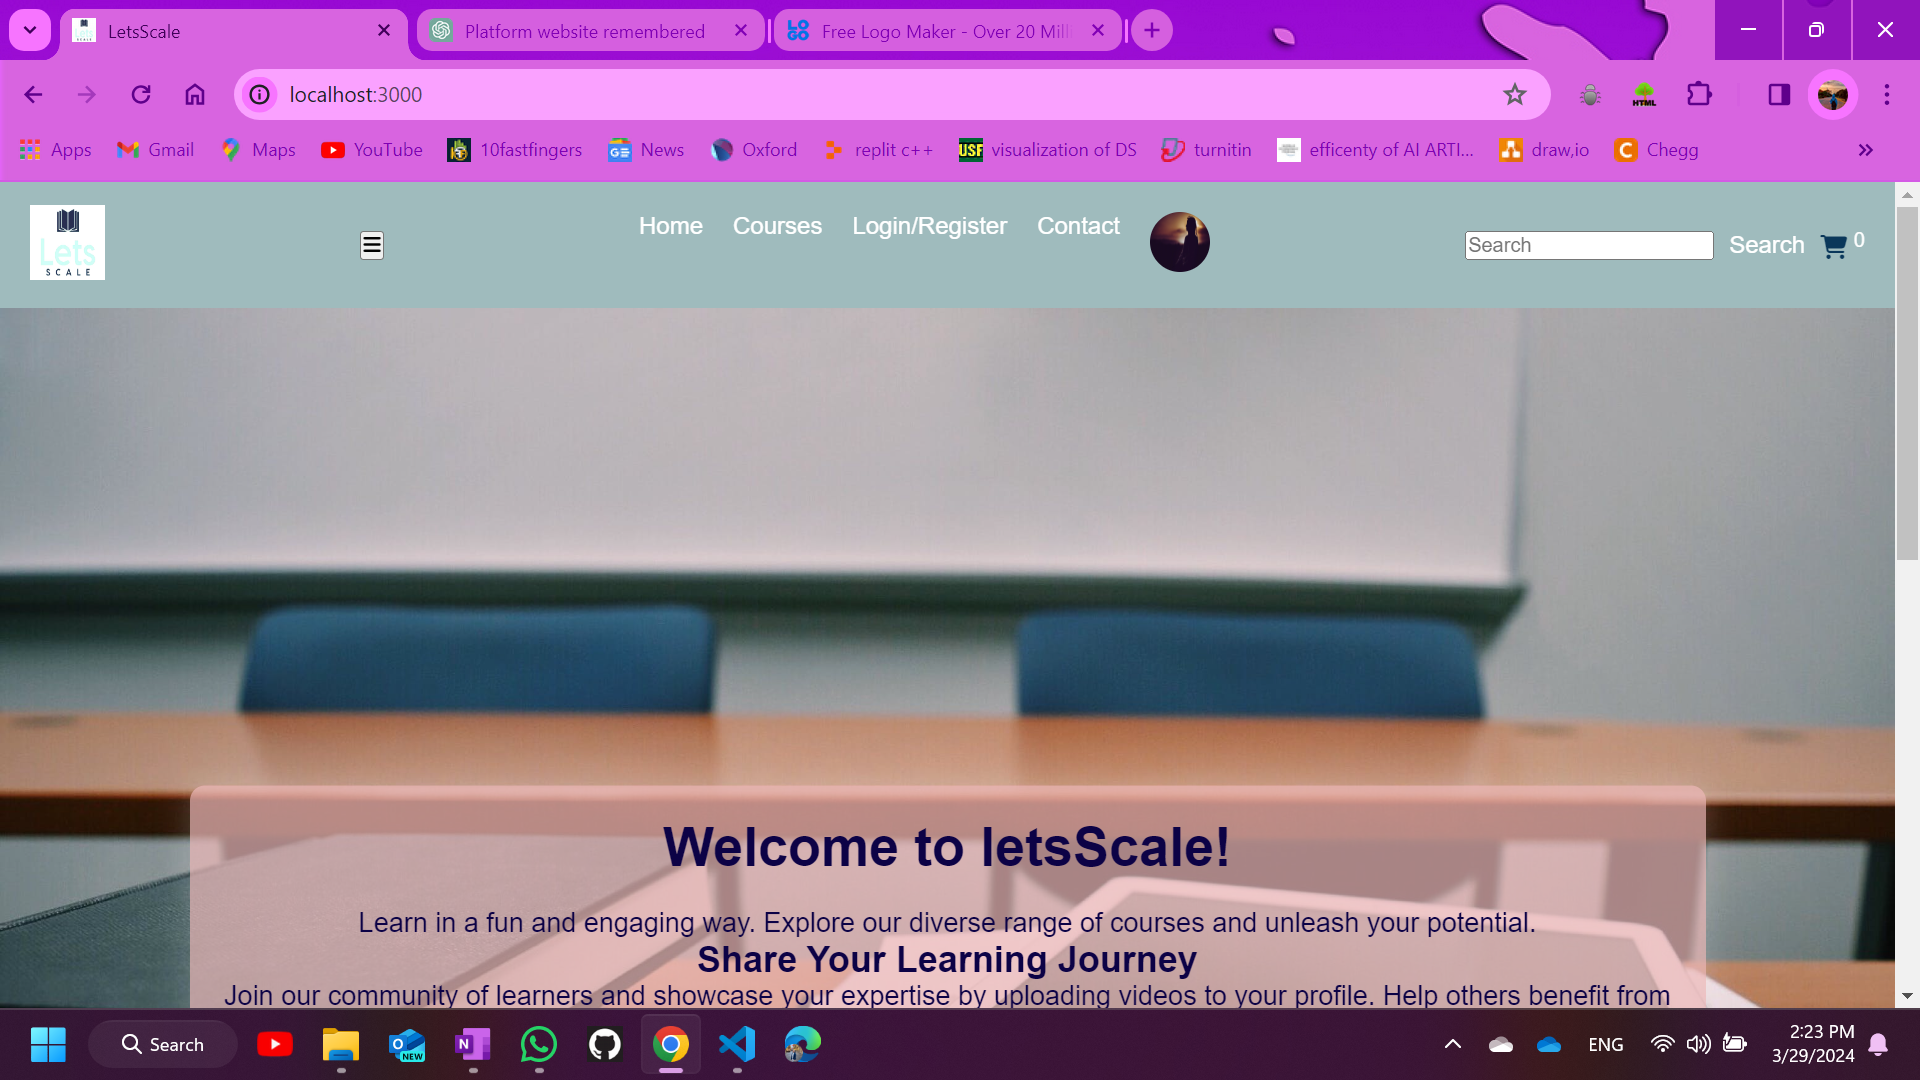 LetsScale
Platform website remembered
LOGO
Free Logo Maker - Over 20 Mill
localhost:3000
HTML
Apps
Gmail
Maps
YouTube
10fastfingers
News
Oxford
replit c++
USF
visualization of DS
turnitin
efficenty of AI ARTI...
draw,io
C
Chegg
Lets
SCALE
Home
Courses
Login/Register
Contact
Search
Search
0
Welcome to letsScale!
Learn in a fun and engaging way. Explore our diverse range of courses and unleash your potential.
Share Your Learning Journey
Join our community of learners and showcase your expertise by uploading videos to your profile. Help others benefit from
Search
NEW
N
ENG
2:23 PM
3/29/2024